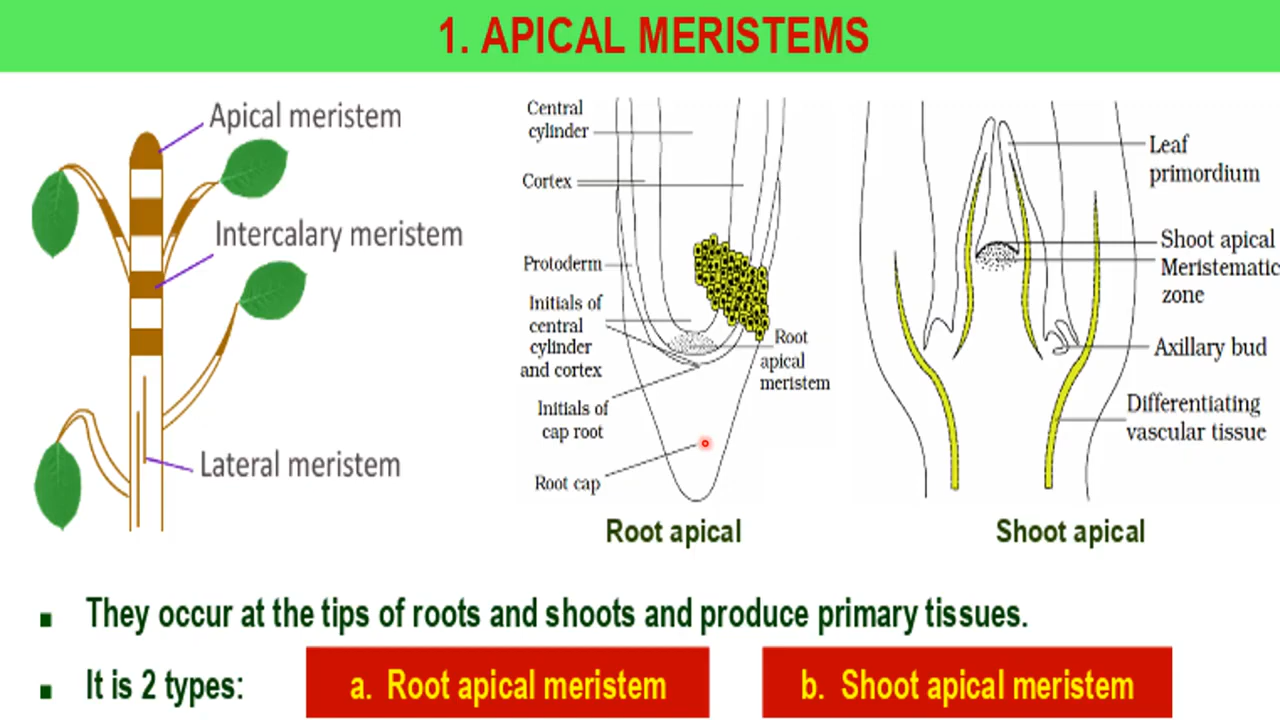 1. APICAL MERISTEMS
Apical meristem
Intercalary meristem
Lateral meristem
Central
cylinder
Cortex
Protoderm
Initials of
central
cylinder
and cortex
Initials of
cap root
Root cap
Root
apical
meristem
Root apical
Leaf
primordium
Shoot apical
Meristematic
zone
Axillary bud
Differentiating
vascular tissue
Shoot apical
▪ They occur at the tips of roots and shoots and produce primary tissues.
▪ It is 2 types:
a. Root apical meristem
b. Shoot apical meristem